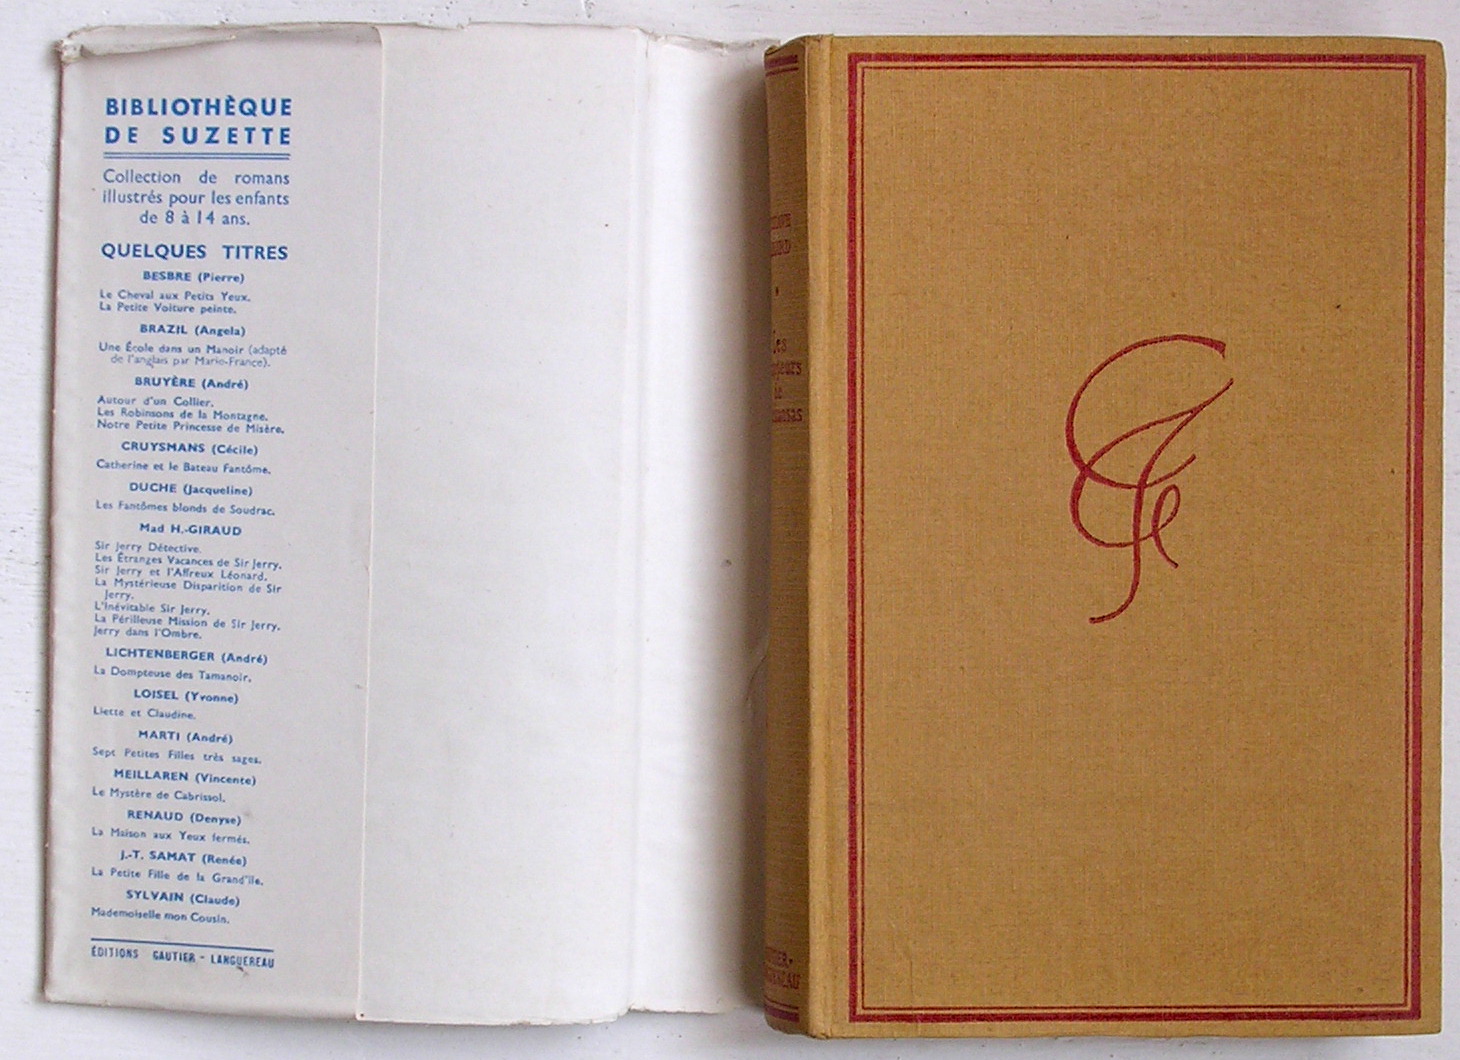 BIBLIOTHÈQUE
DE SUZETTE
Collection de romans
illustrés pour les enfants
de 8 à 14 ans.
QUELQUES TITRES
BESBRE (Pierre)
Le Cheval aux Petits Yeux.
La Petite Voiture peinte.
BRAZIL (Angela)
Une École dans un Manoir (adapté
de l'anglais par Marie-France).
BRUYÈRE (André)
Autour d'un Collier.
Les Robinsons de la Montagne.
Notre Petite Princesse de Misère.
CRUYSMANS (Cécile)
Catherine et le Bateau Fantôme.
DUCHE (Jacqueline)
Les Fantômes blonds de Soudrac.
Mad H.-GIRAUD
Sir Jerry Détective.
Les Étranges Vacances de Sir Jerry.
Sir Jerry et l'Affreux Léonard.
La Mystérieuse Disparition de Sir
Jerry.
L'Inévitable Sir Jerry.
La Périlleuse Mission de Sir Jerry.
Jerry dans l'Ombre.
LICHTENBERGER (André)
La Dompteuse des Tamanoir.
LOISEL (Yvonne)
Liette et Claudine.
MARTI (André)
Sept Petites Filles très sages.
MEILLAREN (Vincente)
Le Mystère de Cabrissol.
RENAUD (Denyse)
La Maison aux Yeux fermés.
J.-T. SAMAT (Renée)
La Petite Fille de la Grand'Ile.
SYLVAIN (Claude)
Mademoiselle mon Cousin.
ÉDITIONS GAUTIER - LANGUEREAU